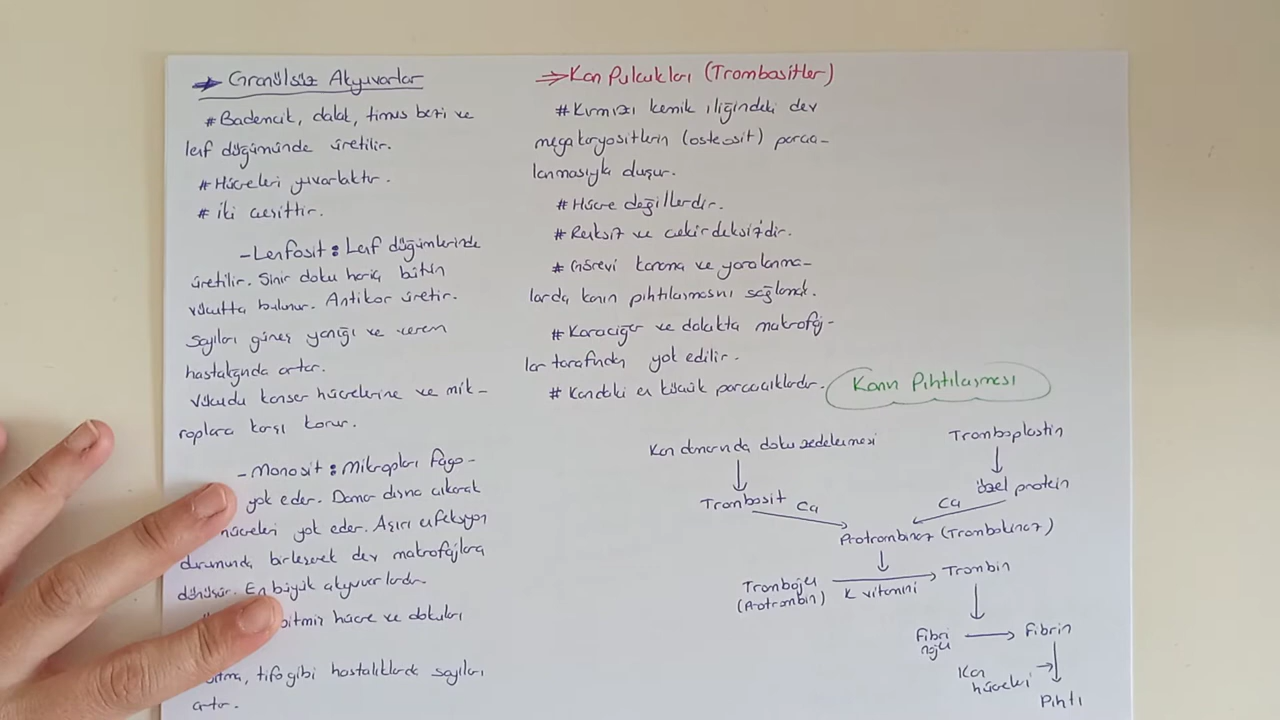 Granülsüz Akyuvarlar
# Bademcik, dalak, timus bezi ve
lenf düğümünde üretilir.
# Hücreleri yuvarlaktır.
# İki çeşittir.
- Lenfosit : Lenf düğümlerinde
üretilir. Sinir doku hariç bütün
vücutta bulunur. Antikor üretir.
Sayıları güneş yanığı ve verem
hastalığında artar.
Vücudu kanser hücrelerine ve mik-
roplara karşı korur.
- Monosit : Mikropları fago-
yok eder. Damar dışına çıkarak
hücreleri yok eder. Aşırı enfeksiyon
durumunda birleşerek dev makrofajlara
dönüşür. En büyük akyuvarlardır.
bitmiş hücre ve dokuları
sıtma, tifo gibi hastalıklarda sayıları
artar.
⇒ Kan Pulcukları (Trombositler)
# Kırmızı kemik iliğindeki dev
megakaryositlerin (osteosit) parça-
lanmasıyla oluşur.
# Hücre değillerdir.
# Renksiz ve çekirdeksizdir.
# Görevi kanama ve yaralanma-
larda kanın pıhtılaşmasını sağlamak.
# Karaciğer ve dalakta makrofaj-
lar tarafından yok edilir.
# Kandaki en küçük parçacıklardır.
Kanın Pıhtılaşması
Kan damarında doku zedelenmesi
Tromboplastin
Trombosit
Ca
Özel protein
Ca
Protrombinaz (Trombokinaz)
Trombojen
(Protrombin)
K vitamini
Trombin
Fibri
nojen
Fibrin
Kan
hücreleri
Pıhtı